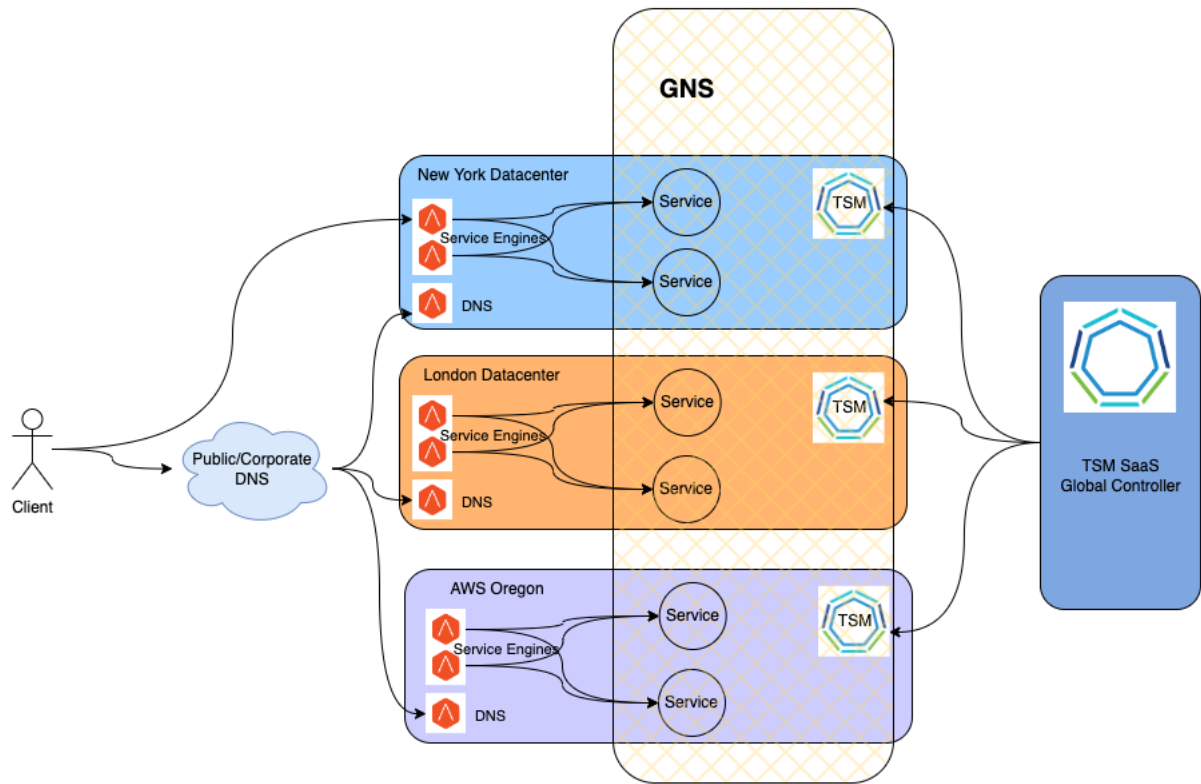 GNS
New York Datacenter
Service Engines
Service
Service
DNS
TSM
London Datacenter
Service Engines
Service
Service
DNS
TSM
AWS Oregon
Service Engines
Service
Service
DNS
TSM
Client
Public/Corporate
DNS
TSM SaaS
Global Controller